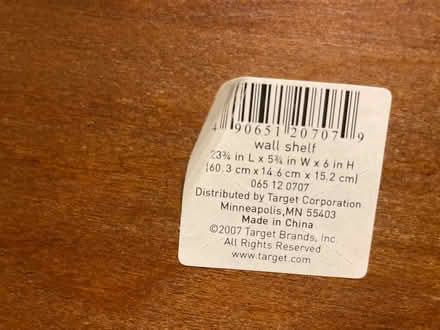 4 90651 20707 9
wall shelf
23¾ in L x 5¾ in W x 6 in H
(60.3 cm x 14.6 cm x 15.2 cm)
065 12 0707
Distributed by Target Corporation
Minneapolis, MN 55403
Made in China
©2007 Target Brands, Inc.
All Rights Reserved
www.target.com